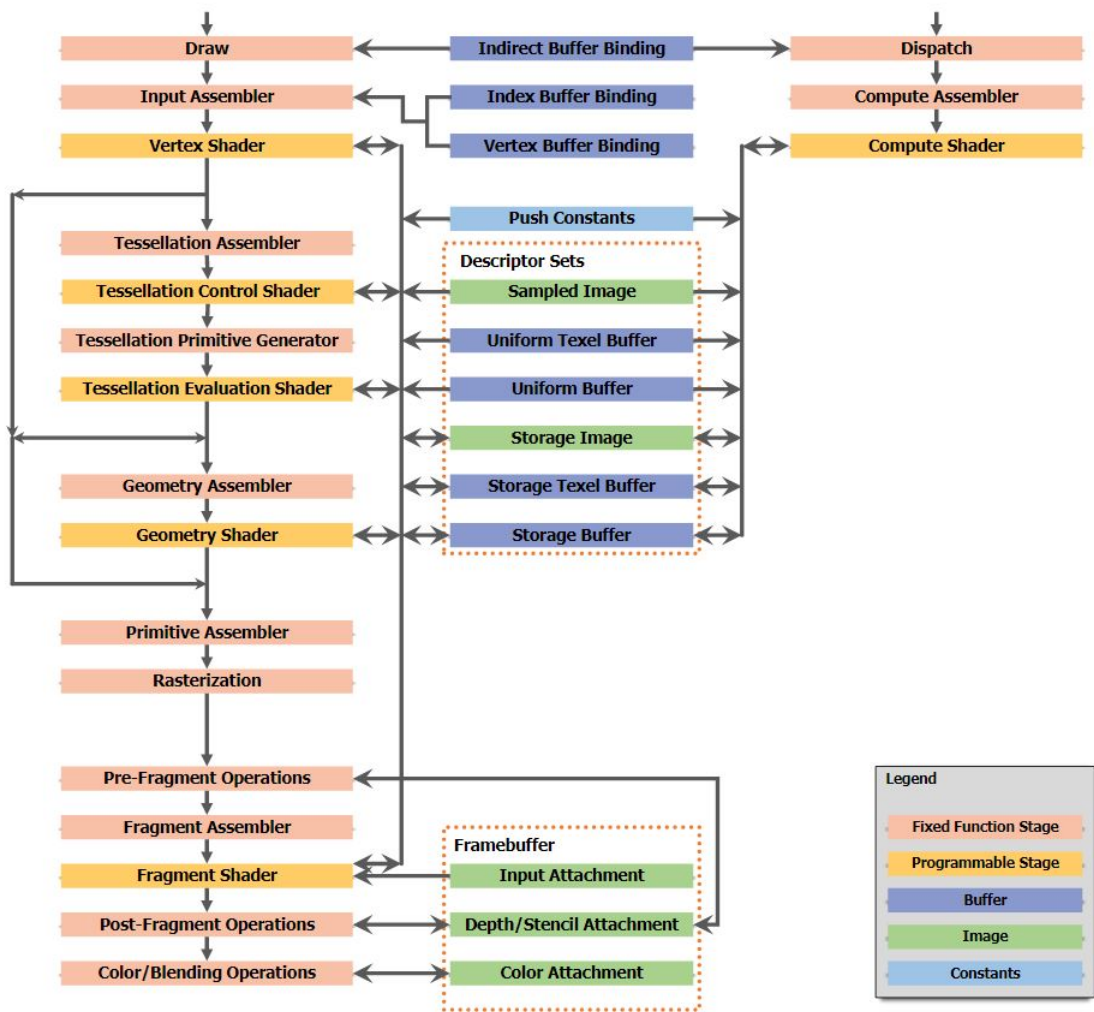 Draw
Indirect Buffer Binding
Dispatch
Input Assembler
Index Buffer Binding
Compute Assembler
Vertex Shader
Vertex Buffer Binding
Compute Shader
Push Constants
Tessellation Assembler
Descriptor Sets
Tessellation Control Shader
Sampled Image
Tessellation Primitive Generator
Uniform Texel Buffer
Tessellation Evaluation Shader
Uniform Buffer
Storage Image
Geometry Assembler
Storage Texel Buffer
Geometry Shader
Storage Buffer
Primitive Assembler
Rasterization
Pre-Fragment Operations
Fragment Assembler
Framebuffer
Fragment Shader
Input Attachment
Post-Fragment Operations
Depth/Stencil Attachment
Color/Blending Operations
Color Attachment
Legend
Fixed Function Stage
Programmable Stage
Buffer
Image
Constants